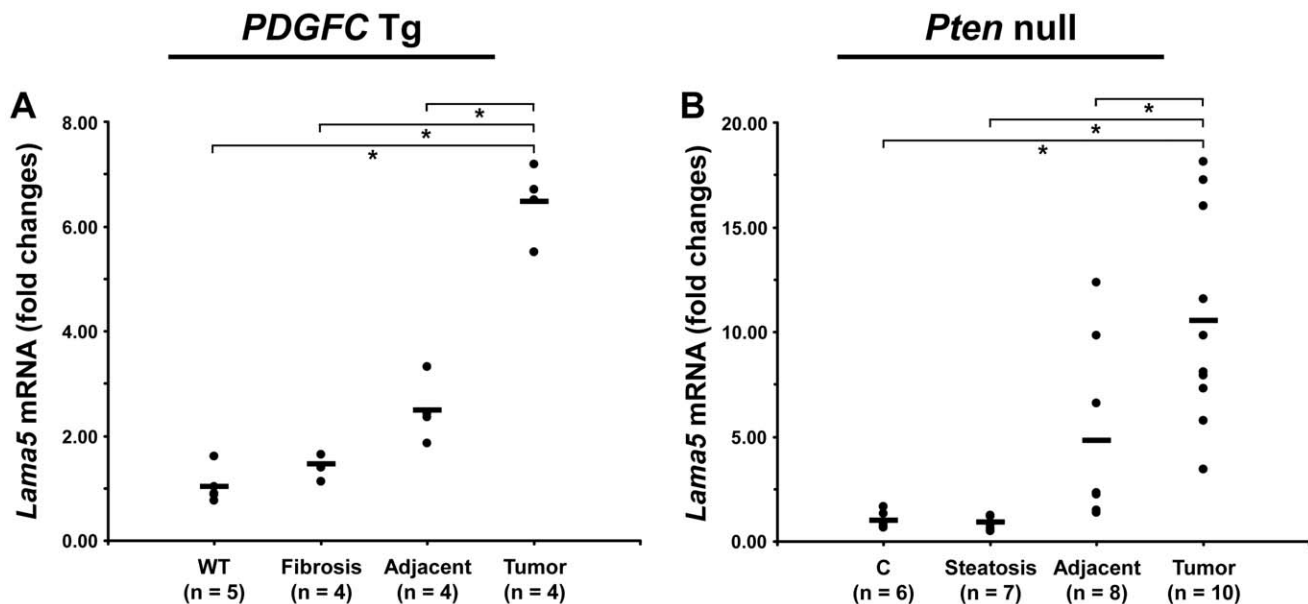 PDGFC Tg
A
Lama5 mRNA (fold changes)
8.00
6.00
4.00
2.00
0.00
*
*
*
WT
(n = 5)
Fibrosis
(n = 4)
Adjacent
(n = 4)
Tumor
(n = 4)
Pten null
B
Lama5 mRNA (fold changes)
20.00
15.00
10.00
5.00
0.00
*
*
*
C
(n = 6)
Steatosis
(n = 7)
Adjacent
(n = 8)
Tumor
(n = 10)